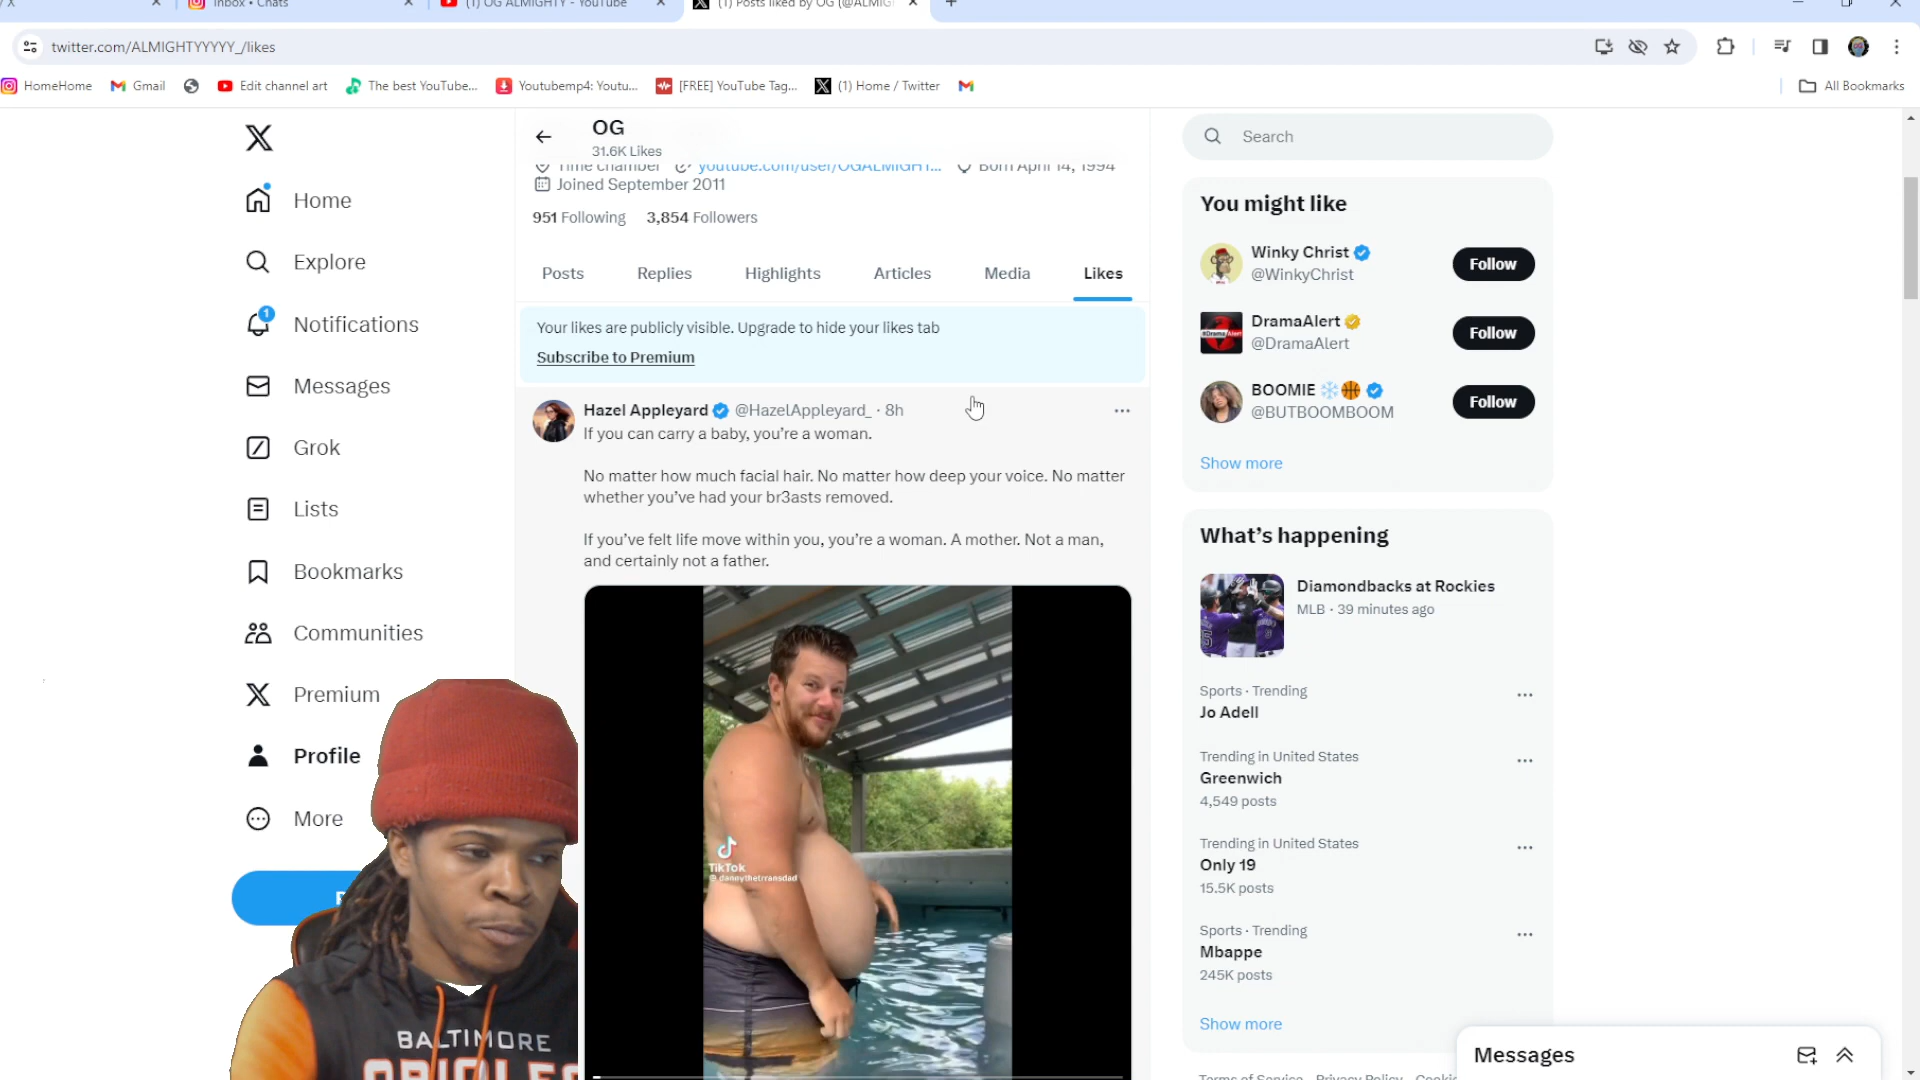 X
Inbox • Chats
(1) OG ALMIGHTY - YouTube
(1) Posts liked by OG (@ALMIG
twitter.com/ALMIGHTYYYYY_/likes
HomeHome
Gmail
Edit channel art
The best YouTube...
Youtubemp4: Youtu...
[FREE] YouTube Tag...
(1) Home / Twitter
All Bookmarks
OG
31.6K Likes
Time chamber
youtube.com/user/OGALMIGHT...
Born April 14, 1994
Joined September 2011
951 Following
3,854 Followers
Posts
Replies
Highlights
Articles
Media
Likes
Your likes are publicly visible. Upgrade to hide your likes tab
Subscribe to Premium
Home
Explore
1
Notifications
Messages
Grok
Lists
Bookmarks
Communities
Premium
Profile
More
Hazel Appleyard @HazelAppleyard_ · 8h
If you can carry a baby, you're a woman.
No matter how much facial hair. No matter how deep your voice. No matter
whether you've had your br3asts removed.
If you've felt life move within you, you're a woman. A mother. Not a man,
and certainly not a father.
TikTok
@dannythetrransdad
BALTIMORE
ORIOLES
Search
You might like
Winky Christ
@WinkyChrist
Follow
DramaAlert
@DramaAlert
Follow
BOOMIE
@BUTBOOMBOOM
Follow
Show more
What's happening
Diamondbacks at Rockies
MLB · 39 minutes ago
Sports · Trending
Jo Adell
Trending in United States
Greenwich
4,549 posts
Trending in United States
Only 19
15.5K posts
Sports · Trending
Mbappe
245K posts
Show more
Messages
Terms of Service Privacy Policy